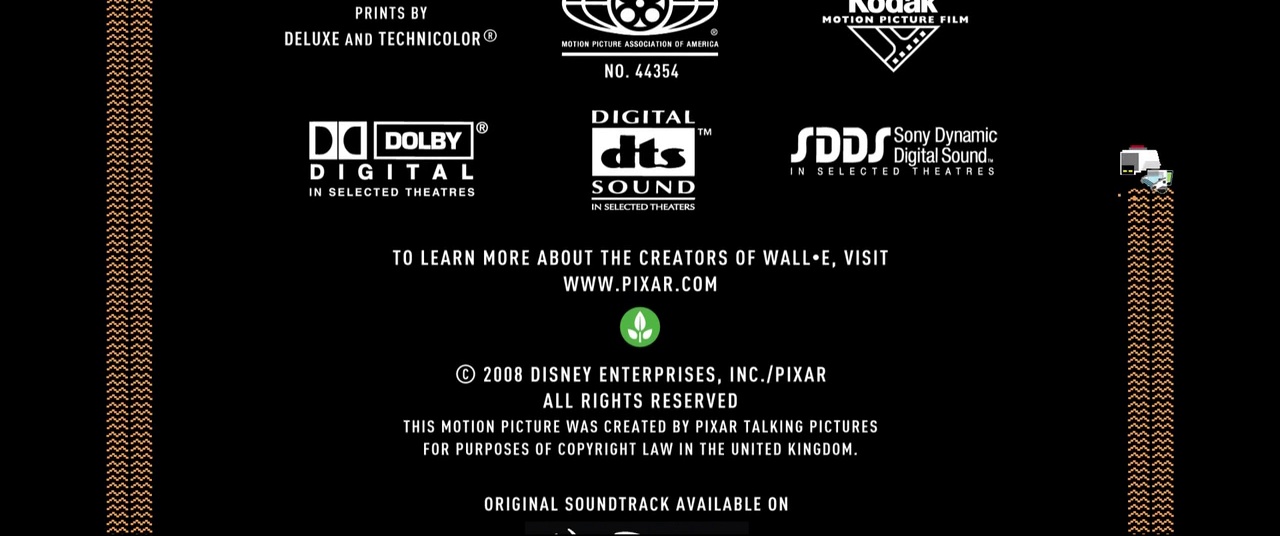 PRINTS BY
DELUXE AND TECHNICOLOR®
MOTION PICTURE ASSOCIATION OF AMERICA
®
NO. 44354
Kodak
MOTION PICTURE FILM
DOLBY®
DIGITAL
IN SELECTED THEATRES
DIGITAL
dts™
SOUND
IN SELECTED THEATERS
SDDS Sony Dynamic
Digital Sound™
IN SELECTED THEATRES
TO LEARN MORE ABOUT THE CREATORS OF WALL•E, VISIT
WWW.PIXAR.COM
© 2008 DISNEY ENTERPRISES, INC./PIXAR
ALL RIGHTS RESERVED
THIS MOTION PICTURE WAS CREATED BY PIXAR TALKING PICTURES
FOR PURPOSES OF COPYRIGHT LAW IN THE UNITED KINGDOM.
ORIGINAL SOUNDTRACK AVAILABLE ON